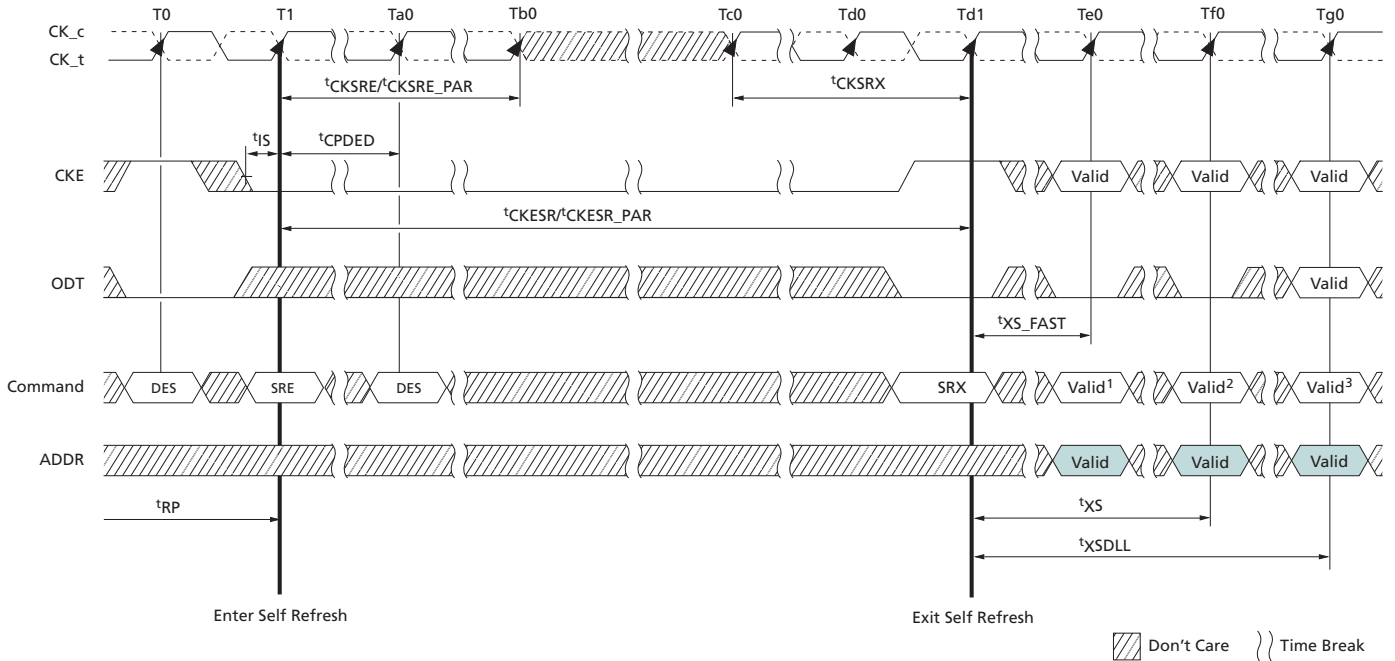 T0 T1 Ta0 Tb0 Tc0 Td0 Td1 Te0 Tf0 Tg0
CK_c
CK_t
tCKSRE/tCKSRE_PAR tCKSRX
tIS tCPDED
CKE Valid Valid Valid
tCKESR/tCKESR_PAR
ODT Valid
tXS_FAST
Command DES SRE DES SRX Valid1 Valid2 Valid3
ADDR Valid Valid Valid
tRP tXS
tXSDLL
Enter Self Refresh Exit Self Refresh
Don't Care Time Break